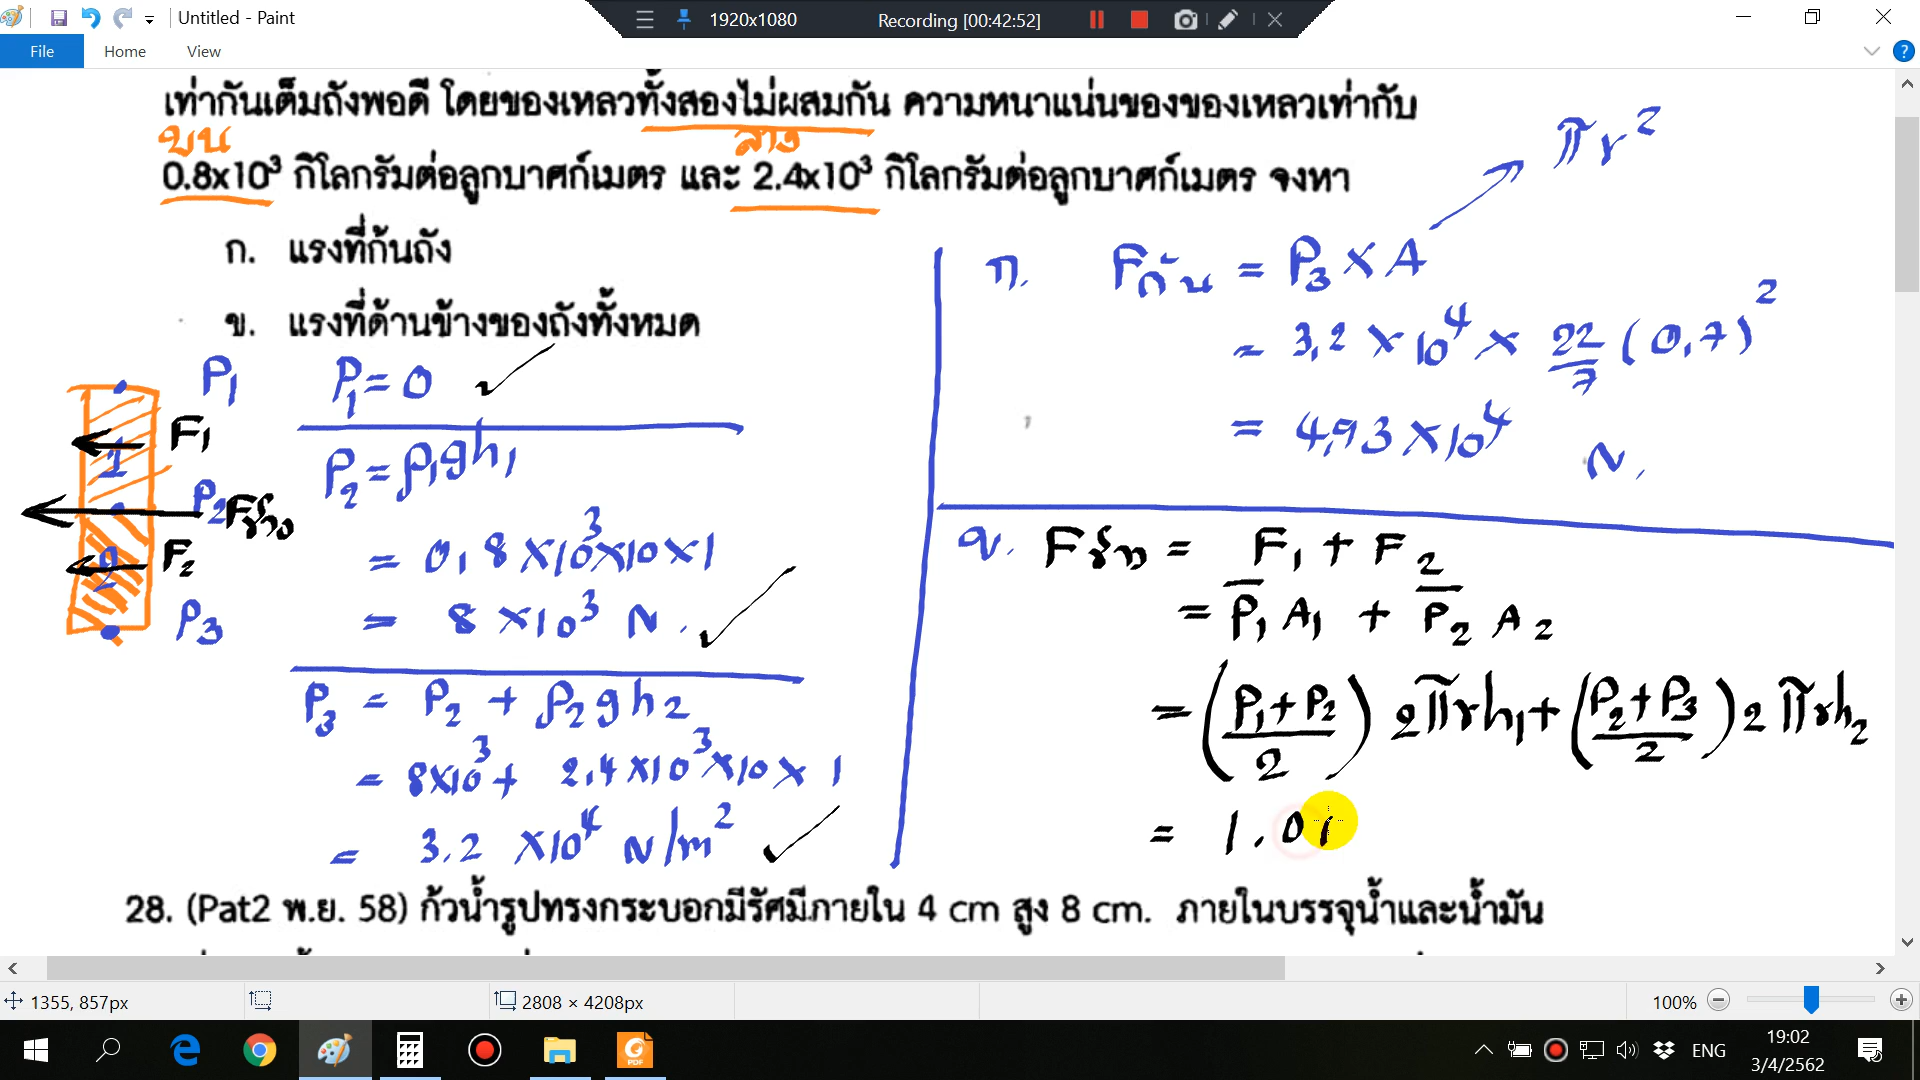 Untitled - Paint
1920x1080
Recording [00:42:52]
File Home View
เท่ากันเต็มถังพอดี โดยของเหลวทั้งสองไม่ผสมกัน ความหนาแน่นของของเหลวเท่ากับ
บน ล่าง
0.8x10³ กิโลกรัมต่อลูกบาศก์เมตร และ 2.4x10³ กิโลกรัมต่อลูกบาศก์เมตร จงหา
πr²
ก. แรงที่ก้นถัง
ข. แรงที่ด้านข้างของถังทั้งหมด
P₁
F₁
1
P₂
Fข้าง
2
F₂
P₃
P₁ = 0
P₂ = ρ₁gh₁
= 0.8×10³×10×1
= 8×10³ N.
P₃ = P₂ + ρ₂gh₂
= 8×10³ + 2.4×10³×10×1
= 3.2 ×10⁴ N/m²
ก. Fก้น = P₃ × A
= 3.2 × 10⁴ × 22/7 (0.7)²
= 4.93 × 10⁴ N.
ข. Fข้าง = F₁ + F₂
= P̅₁ A₁ + P̅₂ A₂
= (P₁+P₂/2) 2πrh₁ + (P₂+P₃/2) 2πrh₂
= 1.0
28. (Pat2 พ.ย. 58) ก้วน้ำรูปทรงกระบอกมีรัศมีภายใน 4 cm สูง 8 cm. ภายในบรรจุน้ำและน้ำมัน
1355, 857px
2808 × 4208px
100%
PDF
ENG
19:02
3/4/2562